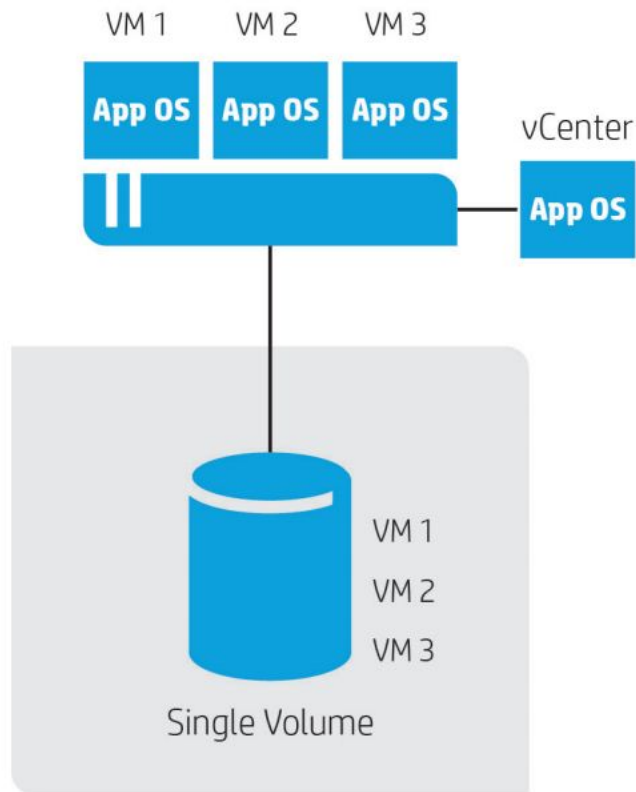 VM 1 VM 2 VM 3
App OS App OS App OS
vCenter
App OS
VM 1
VM 2
VM 3
Single Volume